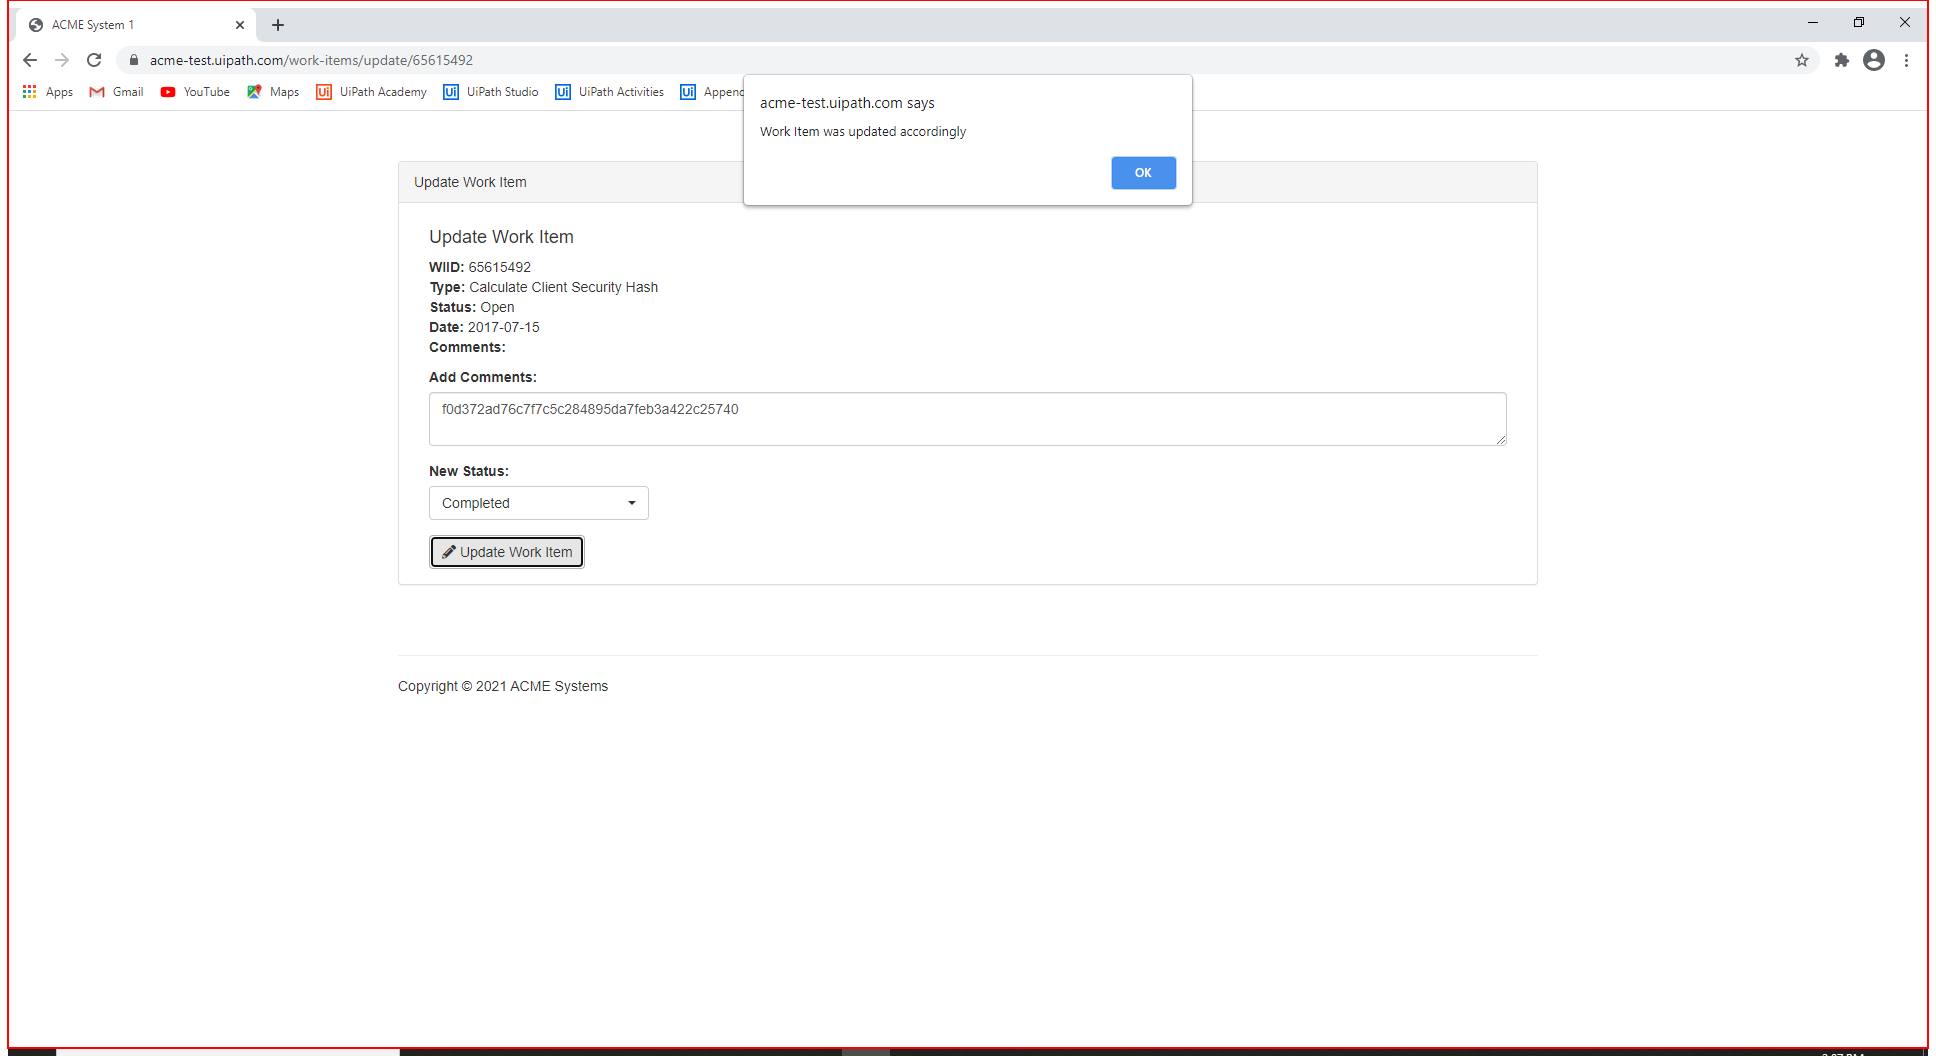 ACME System 1
acme-test.uipath.com/work-items/update/65615492
Apps Gmail YouTube Maps UiPath Academy UiPath Studio UiPath Activities Appenc
acme-test.uipath.com says
Work Item was updated accordingly
OK
Update Work Item
Update Work Item
WIID: 65615492
Type: Calculate Client Security Hash
Status: Open
Date: 2017-07-15
Comments:
Add Comments:
f0d372ad76c7f7c5c284895da7feb3a422c25740
New Status:
Completed
Update Work Item
Copyright © 2021 ACME Systems